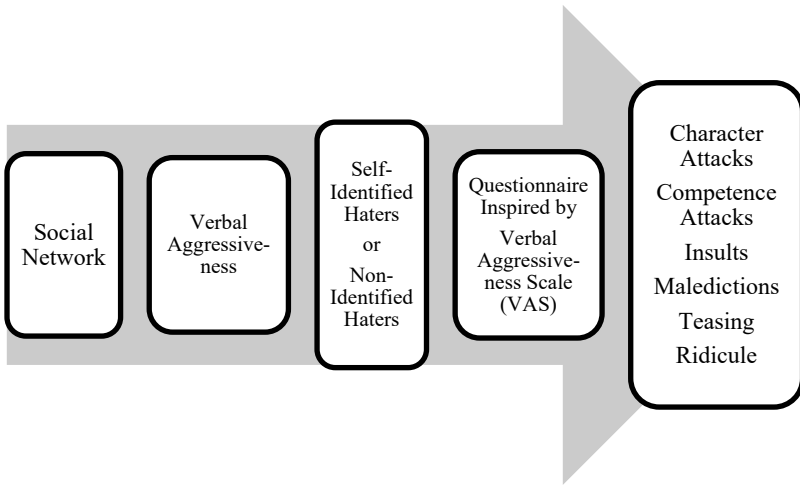 Social
Network
Verbal
Aggressive-
ness
Self-
Identified
Haters
or
Non-
Identified
Haters
Questionnaire
Inspired by
Verbal
Aggressive-
ness Scale
(VAS)
Character
Attacks
Competence
Attacks
Insults
Maledictions
Teasing
Ridicule